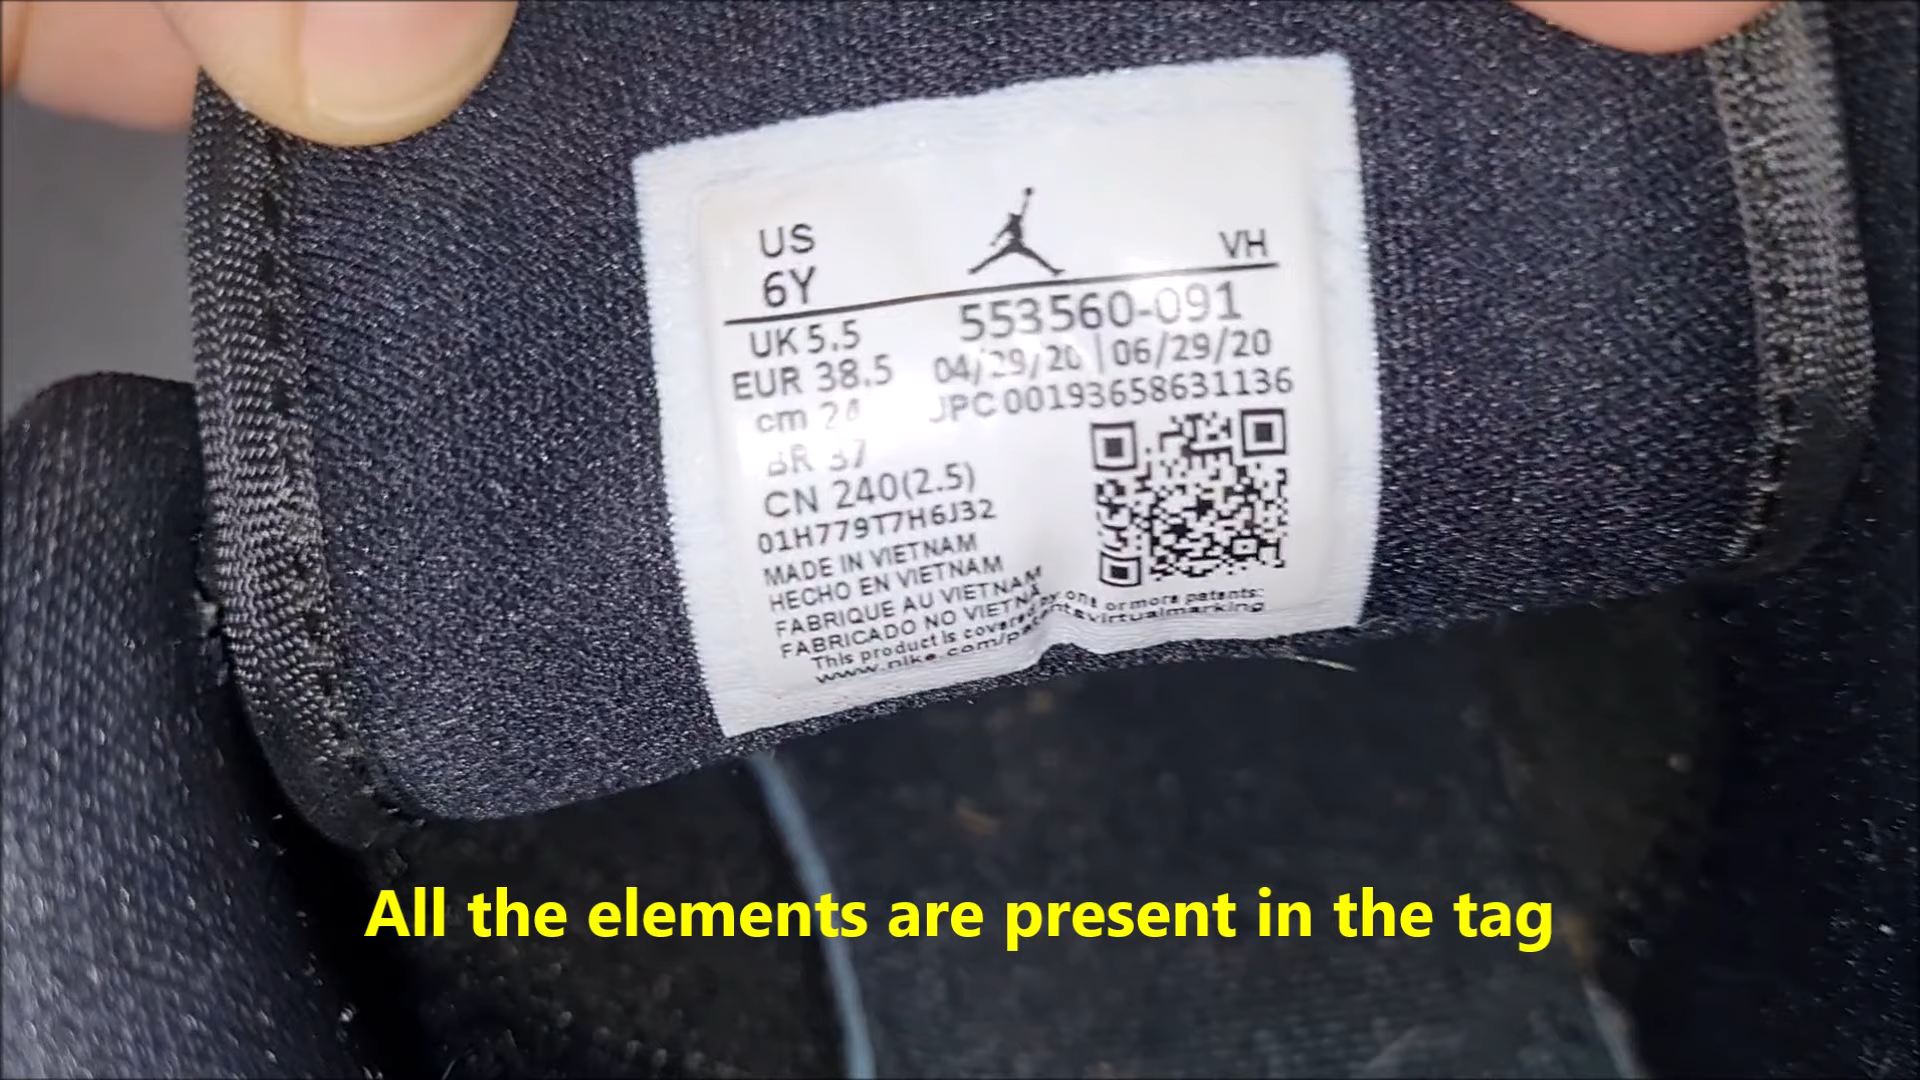 US
6Y
VH
UK 5.5
553560-091
EUR 38.5
04/29/20 | 06/29/20
cm 24
UPC 00193658631136
BR 37
CN 240(2.5)
01H779T7H6J32
MADE IN VIETNAM
HECHO EN VIETNAM
FABRIQUE AU VIETNAM
FABRICADO NO VIETNA
This product is covered by one or more patents:
www.nike.com/patents virtualmarking
All the elements are present in the tag